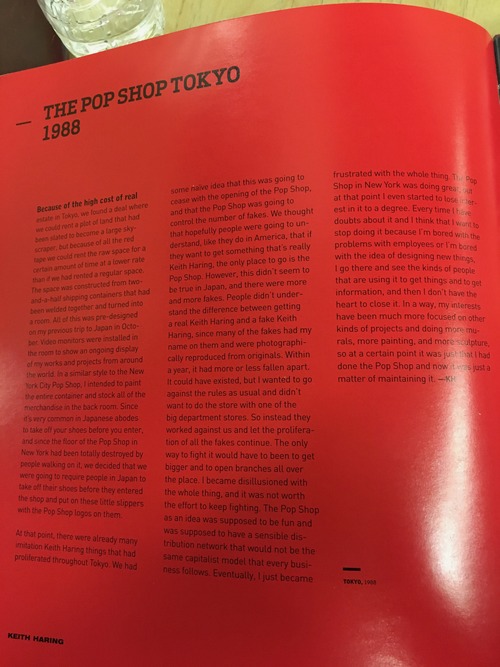 — THE POP SHOP TOKYO
1988
Because of the high cost of real
estate in Tokyo, we found a deal where
we could rent a plot of land that had
been slated to become a large sky-
scraper, but because of all the red
tape we could rent the raw space for a
certain amount of time at a lower rate
than if we had rented a regular space.
The space was constructed from two-
and-a-half shipping containers that had
been welded together and turned into
a room. All of this was pre-designed
on my previous trip to Japan in Octo-
ber. Video monitors were installed in
the room to show an ongoing display
of my works and projects from around
the world. In a similar style to the New
York City Pop Shop, I intended to paint
the entire container and stock all of the
merchandise in the back room. Since
it's very common in Japanese abodes
to take off your shoes before you enter,
and since the floor of the Pop Shop in
New York had been totally destroyed by
people walking on it, we decided that we
were going to require people in Japan to
take off their shoes before they entered
the shop and put on these little slippers
with the Pop Shop logos on them.
At that point, there were already many
imitation Keith Haring things that had
proliferated throughout Tokyo. We had
some naive idea that this was going to
cease with the opening of the Pop Shop,
and that the Pop Shop was going to
control the number of fakes. We thought
that hopefully people were going to un-
derstand, like they do in America, that if
they want to get something that's really
Keith Haring, the only place to go is the
Pop Shop. However, this didn't seem to
be true in Japan, and there were more
and more fakes. People didn't under-
stand the difference between getting
a real Keith Haring and a fake Keith
Haring, since many of the fakes had my
name on them and were photographi-
cally reproduced from originals. Within
a year, it had more or less fallen apart.
It could have existed, but I wanted to go
against the rules as usual and didn't
want to do the store with one of the
big department stores. So instead they
worked against us and let the prolifera-
tion of all the fakes continue. The only
way to fight it would have to been to get
bigger and to open branches all over
the place. I became disillusioned with
the whole thing, and it was not worth
the effort to keep fighting. The Pop Shop
as an idea was supposed to be fun and
was supposed to have a sensible dis-
tribution network that would not be the
same capitalist model that every busi-
ness follows. Eventually, I just became
frustrated with the whole thing. The Pop
Shop in New York was doing great, but
at that point I even started to lose inter-
est in it to a degree. Every time I have
doubts about it and I think that I want to
stop doing it because I'm bored with the
problems with employees or I'm bored
with the idea of designing new things,
I go there and see the kinds of people
that are using it to get things and to get
information, and then I don't have the
heart to close it. In a way, my interests
have been much more focused on other
kinds of projects and doing more mu-
rals, more painting, and more sculpture,
so at a certain point it was just that I had
done the Pop Shop and now it was just a
matter of maintaining it. —KH
TOKYO, 1988
KEITH HARING